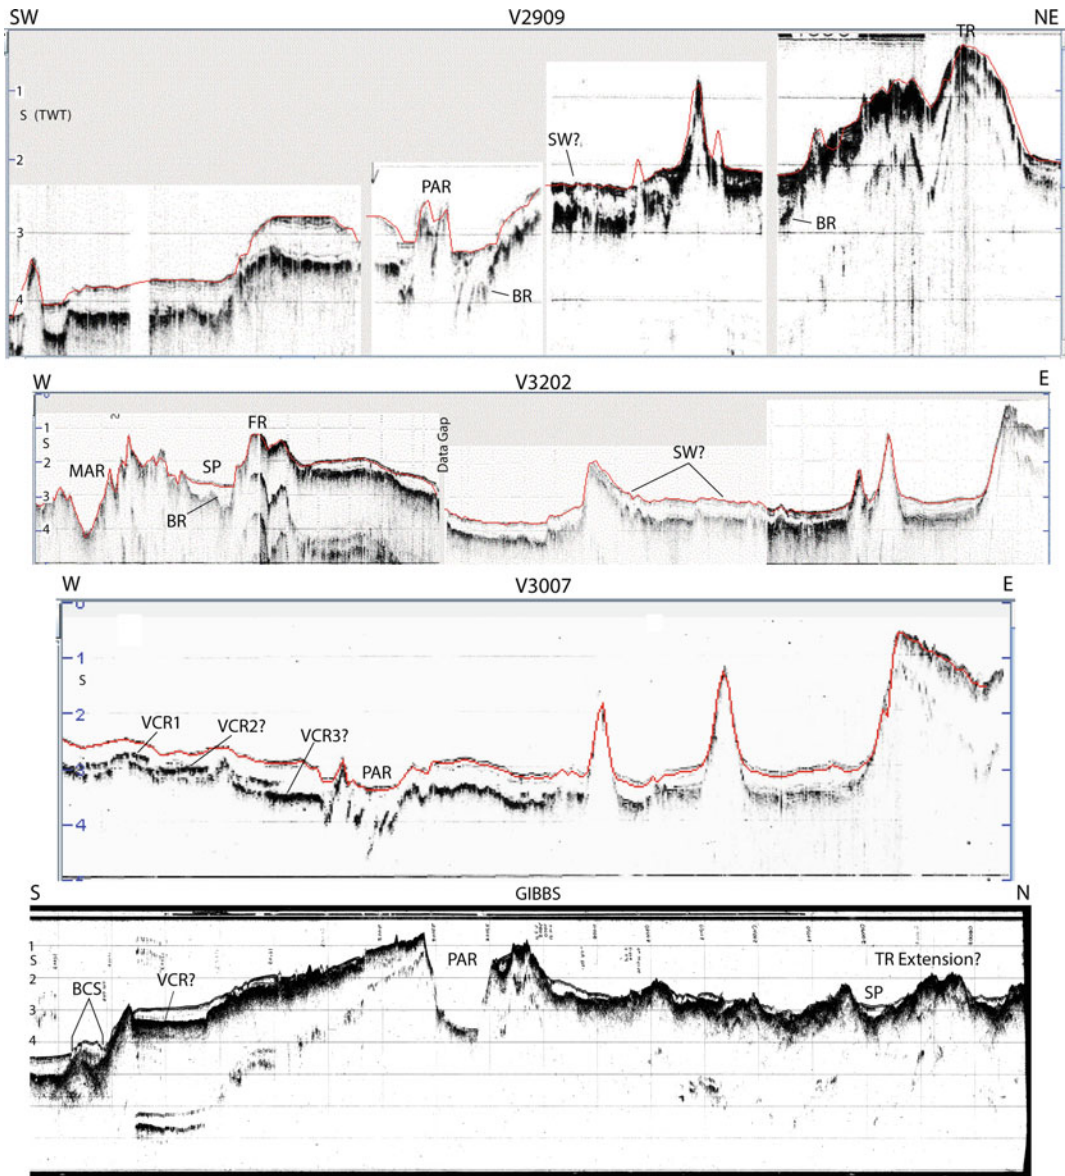 SW V2909 NE
TR
1
S (TWT)
2
SW?
PAR
3
BR
BR
4
W V3202 E
1
S
FR
2
MAR
SP
Data Gap
SW?
3
BR
4
W V3007 E
0
1
S
2
VCR1
VCR2?
VCR3?
3
PAR
4
S GIBBS N
1
S
PAR
TR Extension?
2
BCS
VCR?
SP
3
4